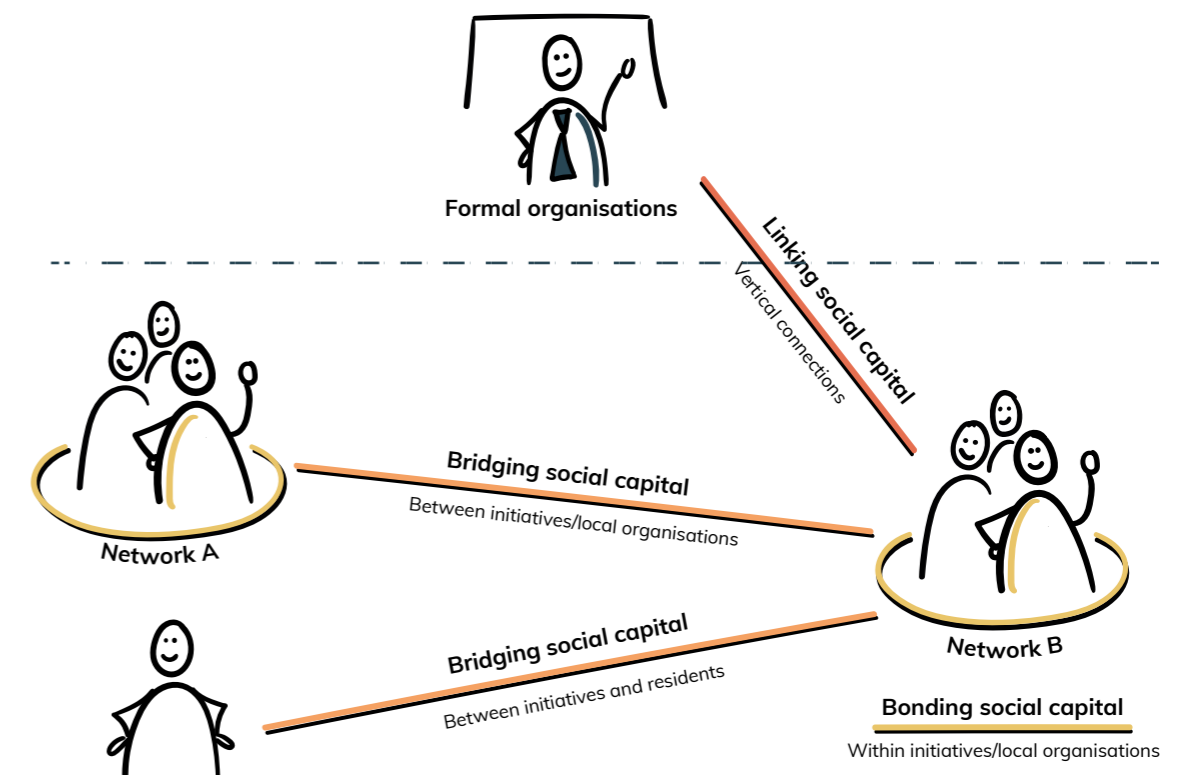 Formal organisations
Linking social capital
Vertical connections
Bridging social capital
Between initiatives/local organisations
Network A
Bridging social capital
Between initiatives and residents
Network B
Bonding social capital
Within initiatives/local organisations